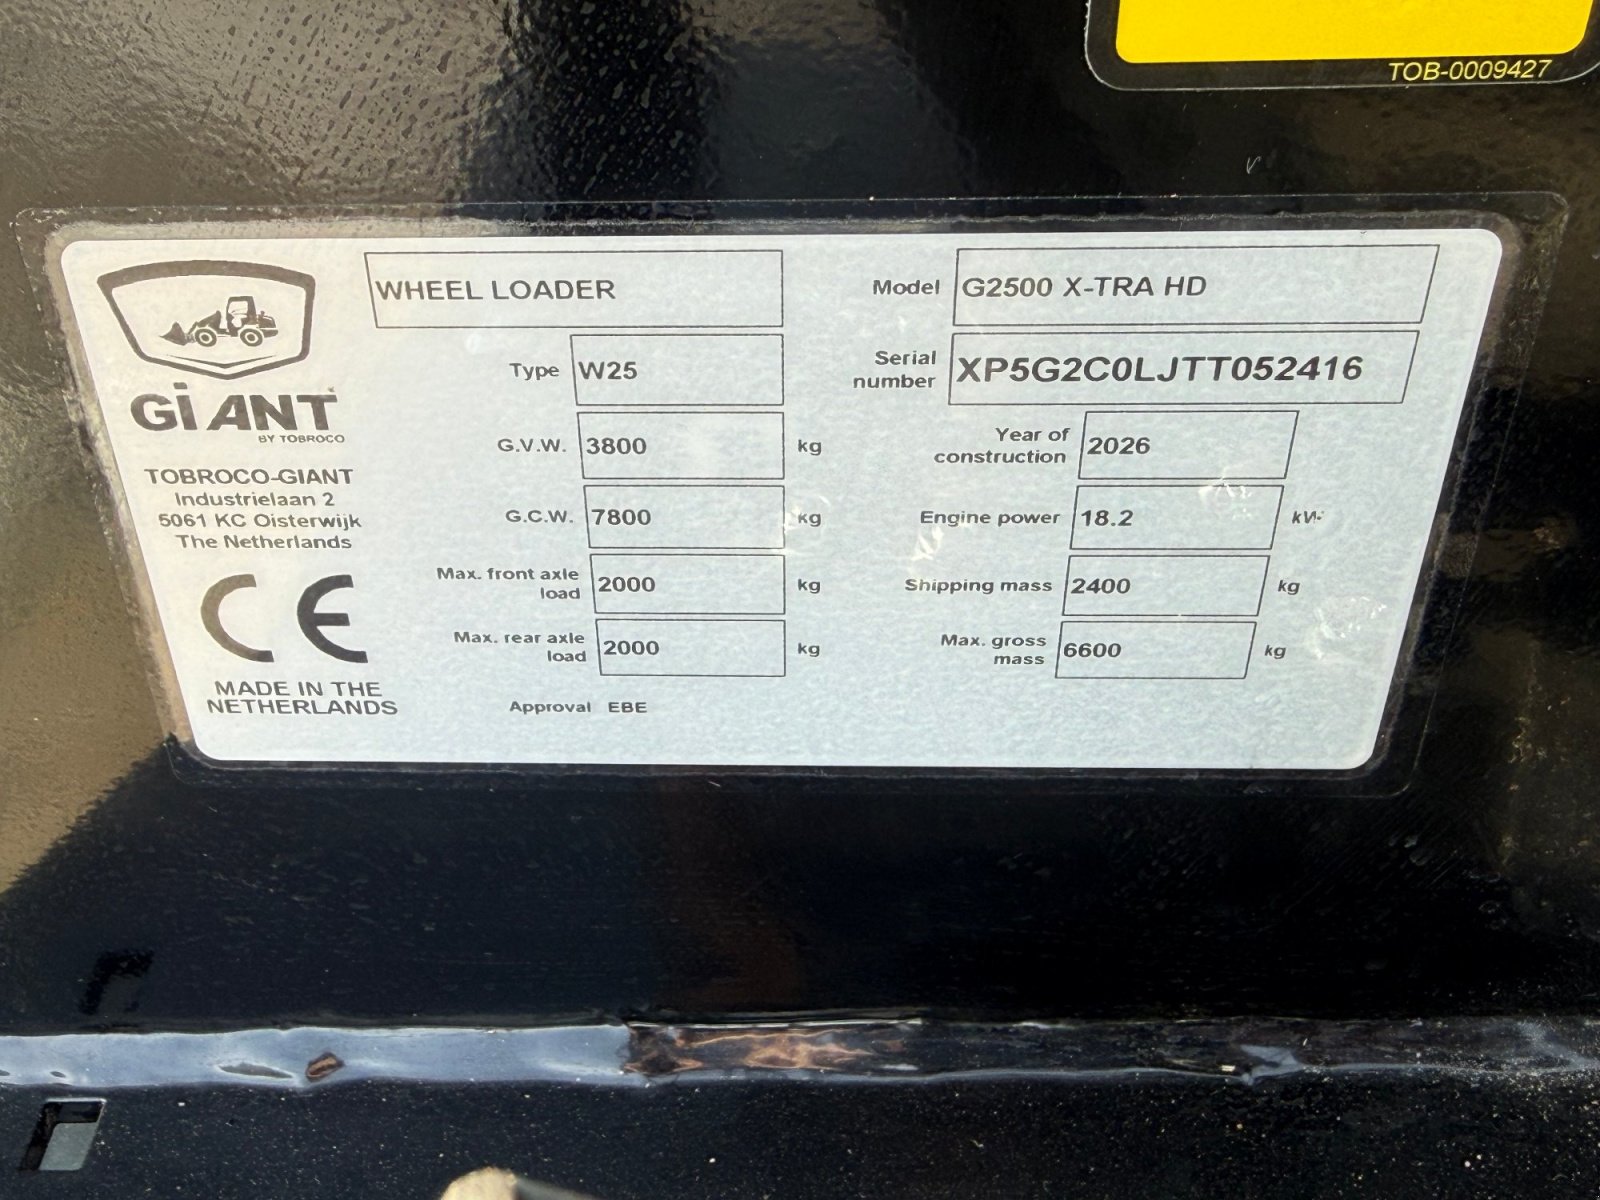 TOB-0009427
WHEEL LOADER
Model G2500 X-TRA HD
Type W25
Serial number XP5G2C0LJTT052416
G.V.W. 3800 kg
Year of construction 2026
G.C.W. 7800 kg
Engine power 18.2 kW
Max. front axle load 2000 kg
Shipping mass 2400 kg
Max. rear axle load 2000 kg
Max. gross mass 6600 kg
Approval EBE
GiANT
BY TOBROCO
TOBROCO-GIANT
Industrielaan 2
5061 KC Oisterwijk
The Netherlands
CE
MADE IN THE
NETHERLANDS